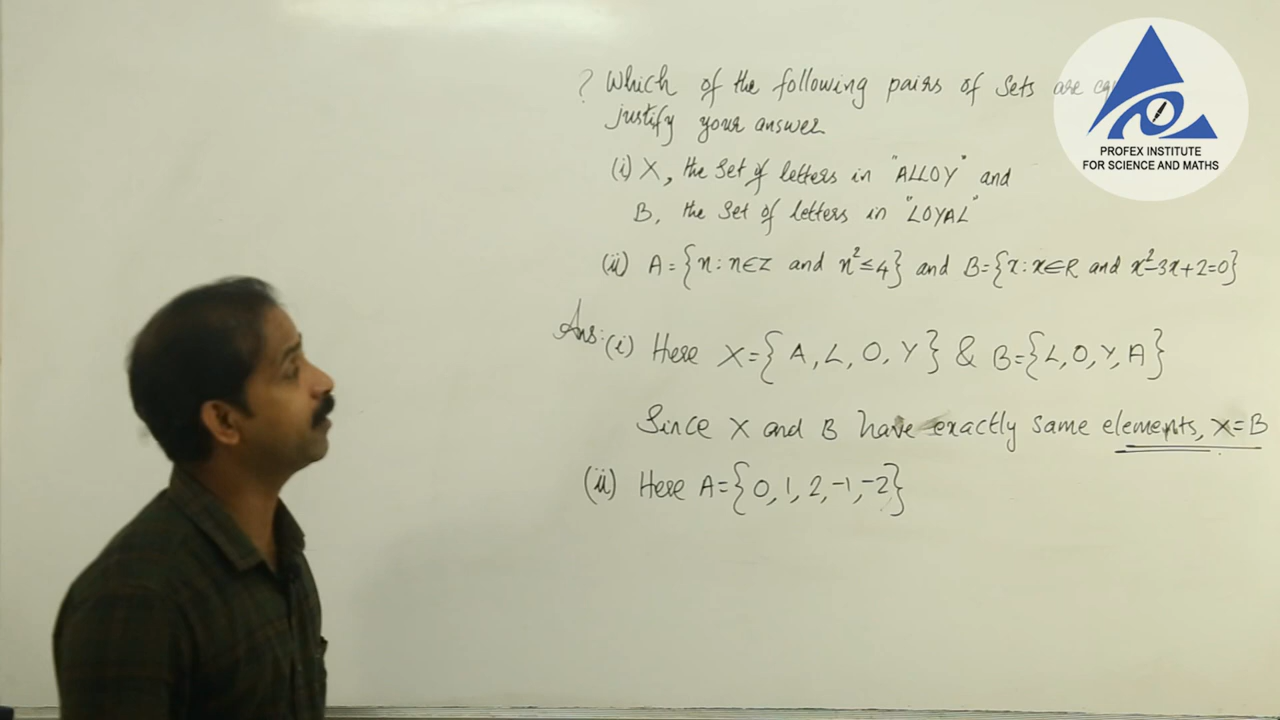 ? Which of the following pairs of sets are
justify your answer
(i) X, the set of letters in "ALLOY" and
B, the set of letters in "LOYAL"
(ii) A={n : n∈Z and n²≤4} and B={x : x∈R and x²-3x+2=0}
Ans: (i) Here X={A, L, O, Y} & B={L, O, Y, A}
Since X and B have exactly same elements, X=B
(ii) Here A={0, 1, 2, -1, -2}
PROFEX INSTITUTE
FOR SCIENCE AND MATHS